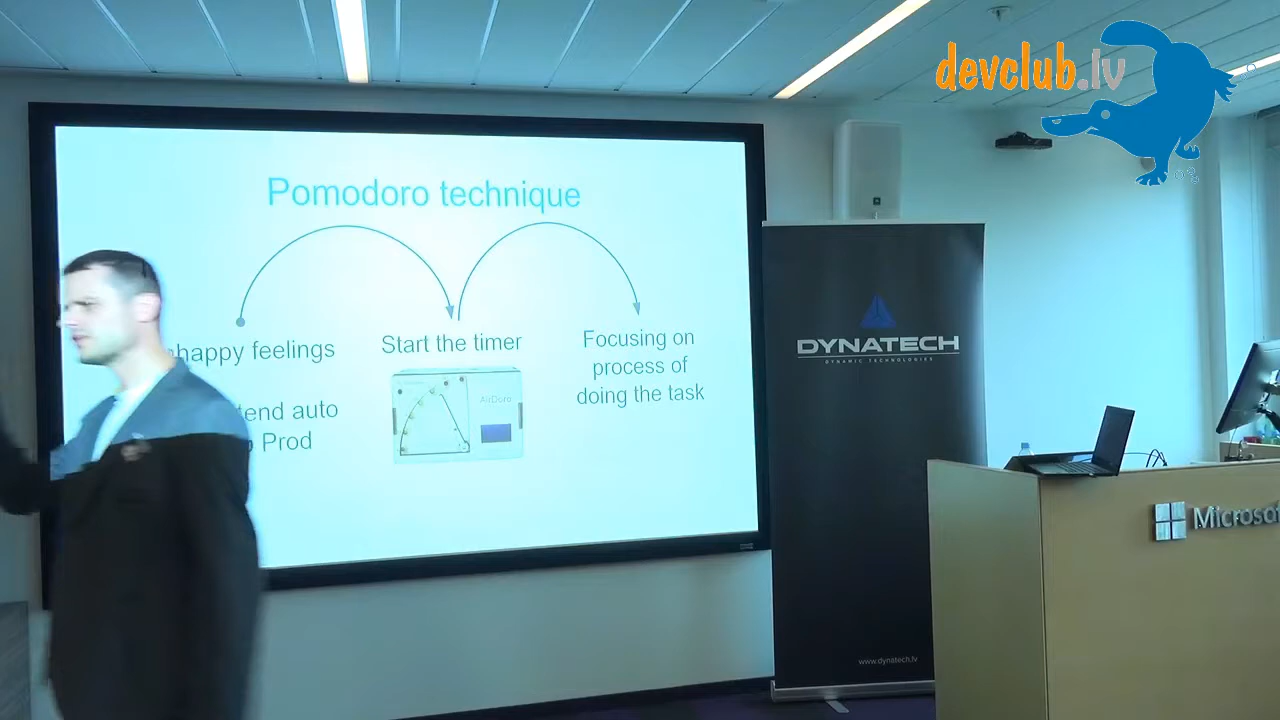 devclub.lv
Pomodoro technique
happy feelings
Start the timer
Focusing on
process of
doing the task
AirDoro
tend auto
Prod
DYNATECH
DYNAMIC TECHNOLOGIES
www.dynatech.lv
Microsof